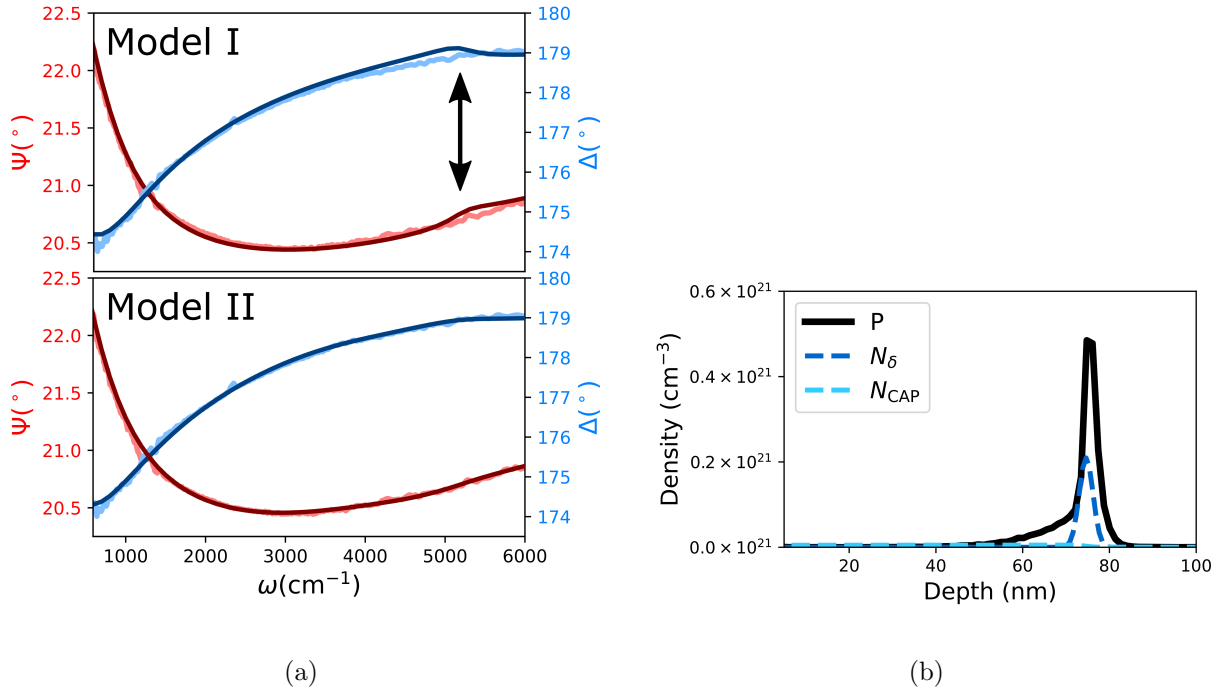 Model I
22.5
22.0
21.5
21.0
20.5
Ψ(°)
180
179
178
177
176
175
174
Δ(°)
Model II
22.5
22.0
21.5
21.0
20.5
Ψ(°)
180
179
178
177
176
175
174
Δ(°)
1000 2000 3000 4000 5000 6000
ω(cm⁻¹)
(a)
0.6 × 10²¹
0.4 × 10²¹
0.2 × 10²¹
0.0 × 10²¹
Density (cm⁻³)
P
N_δ
N_CAP
20 40 60 80 100
Depth (nm)
(b)